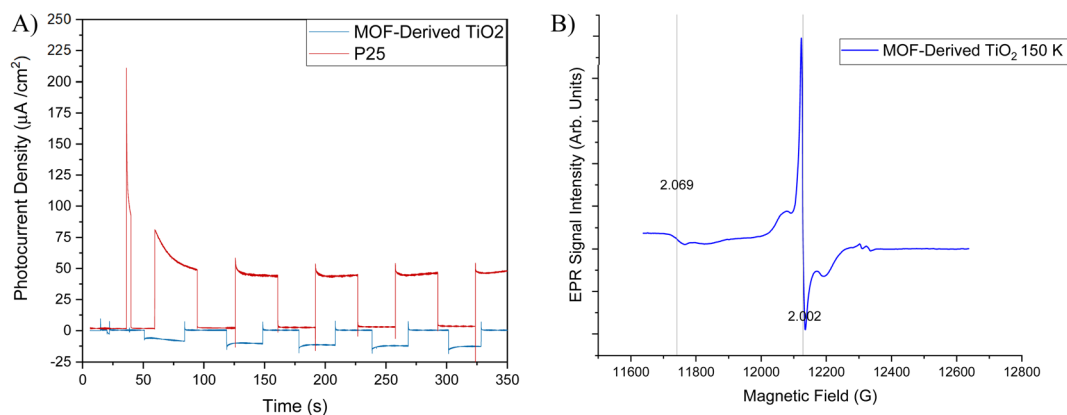 A)
250
225
200
175
150
125
100
75
50
25
0
-25
Photocurrent Density (μA /cm2)
MOF-Derived TiO2
P25
0 50 100 150 200 250 300 350
Time (s)
B)
EPR Signal Intensity (Arb. Units)
MOF-Derived TiO₂ 150 K
2.069
2.002
11600 11800 12000 12200 12400 12600 12800
Magnetic Field (G)